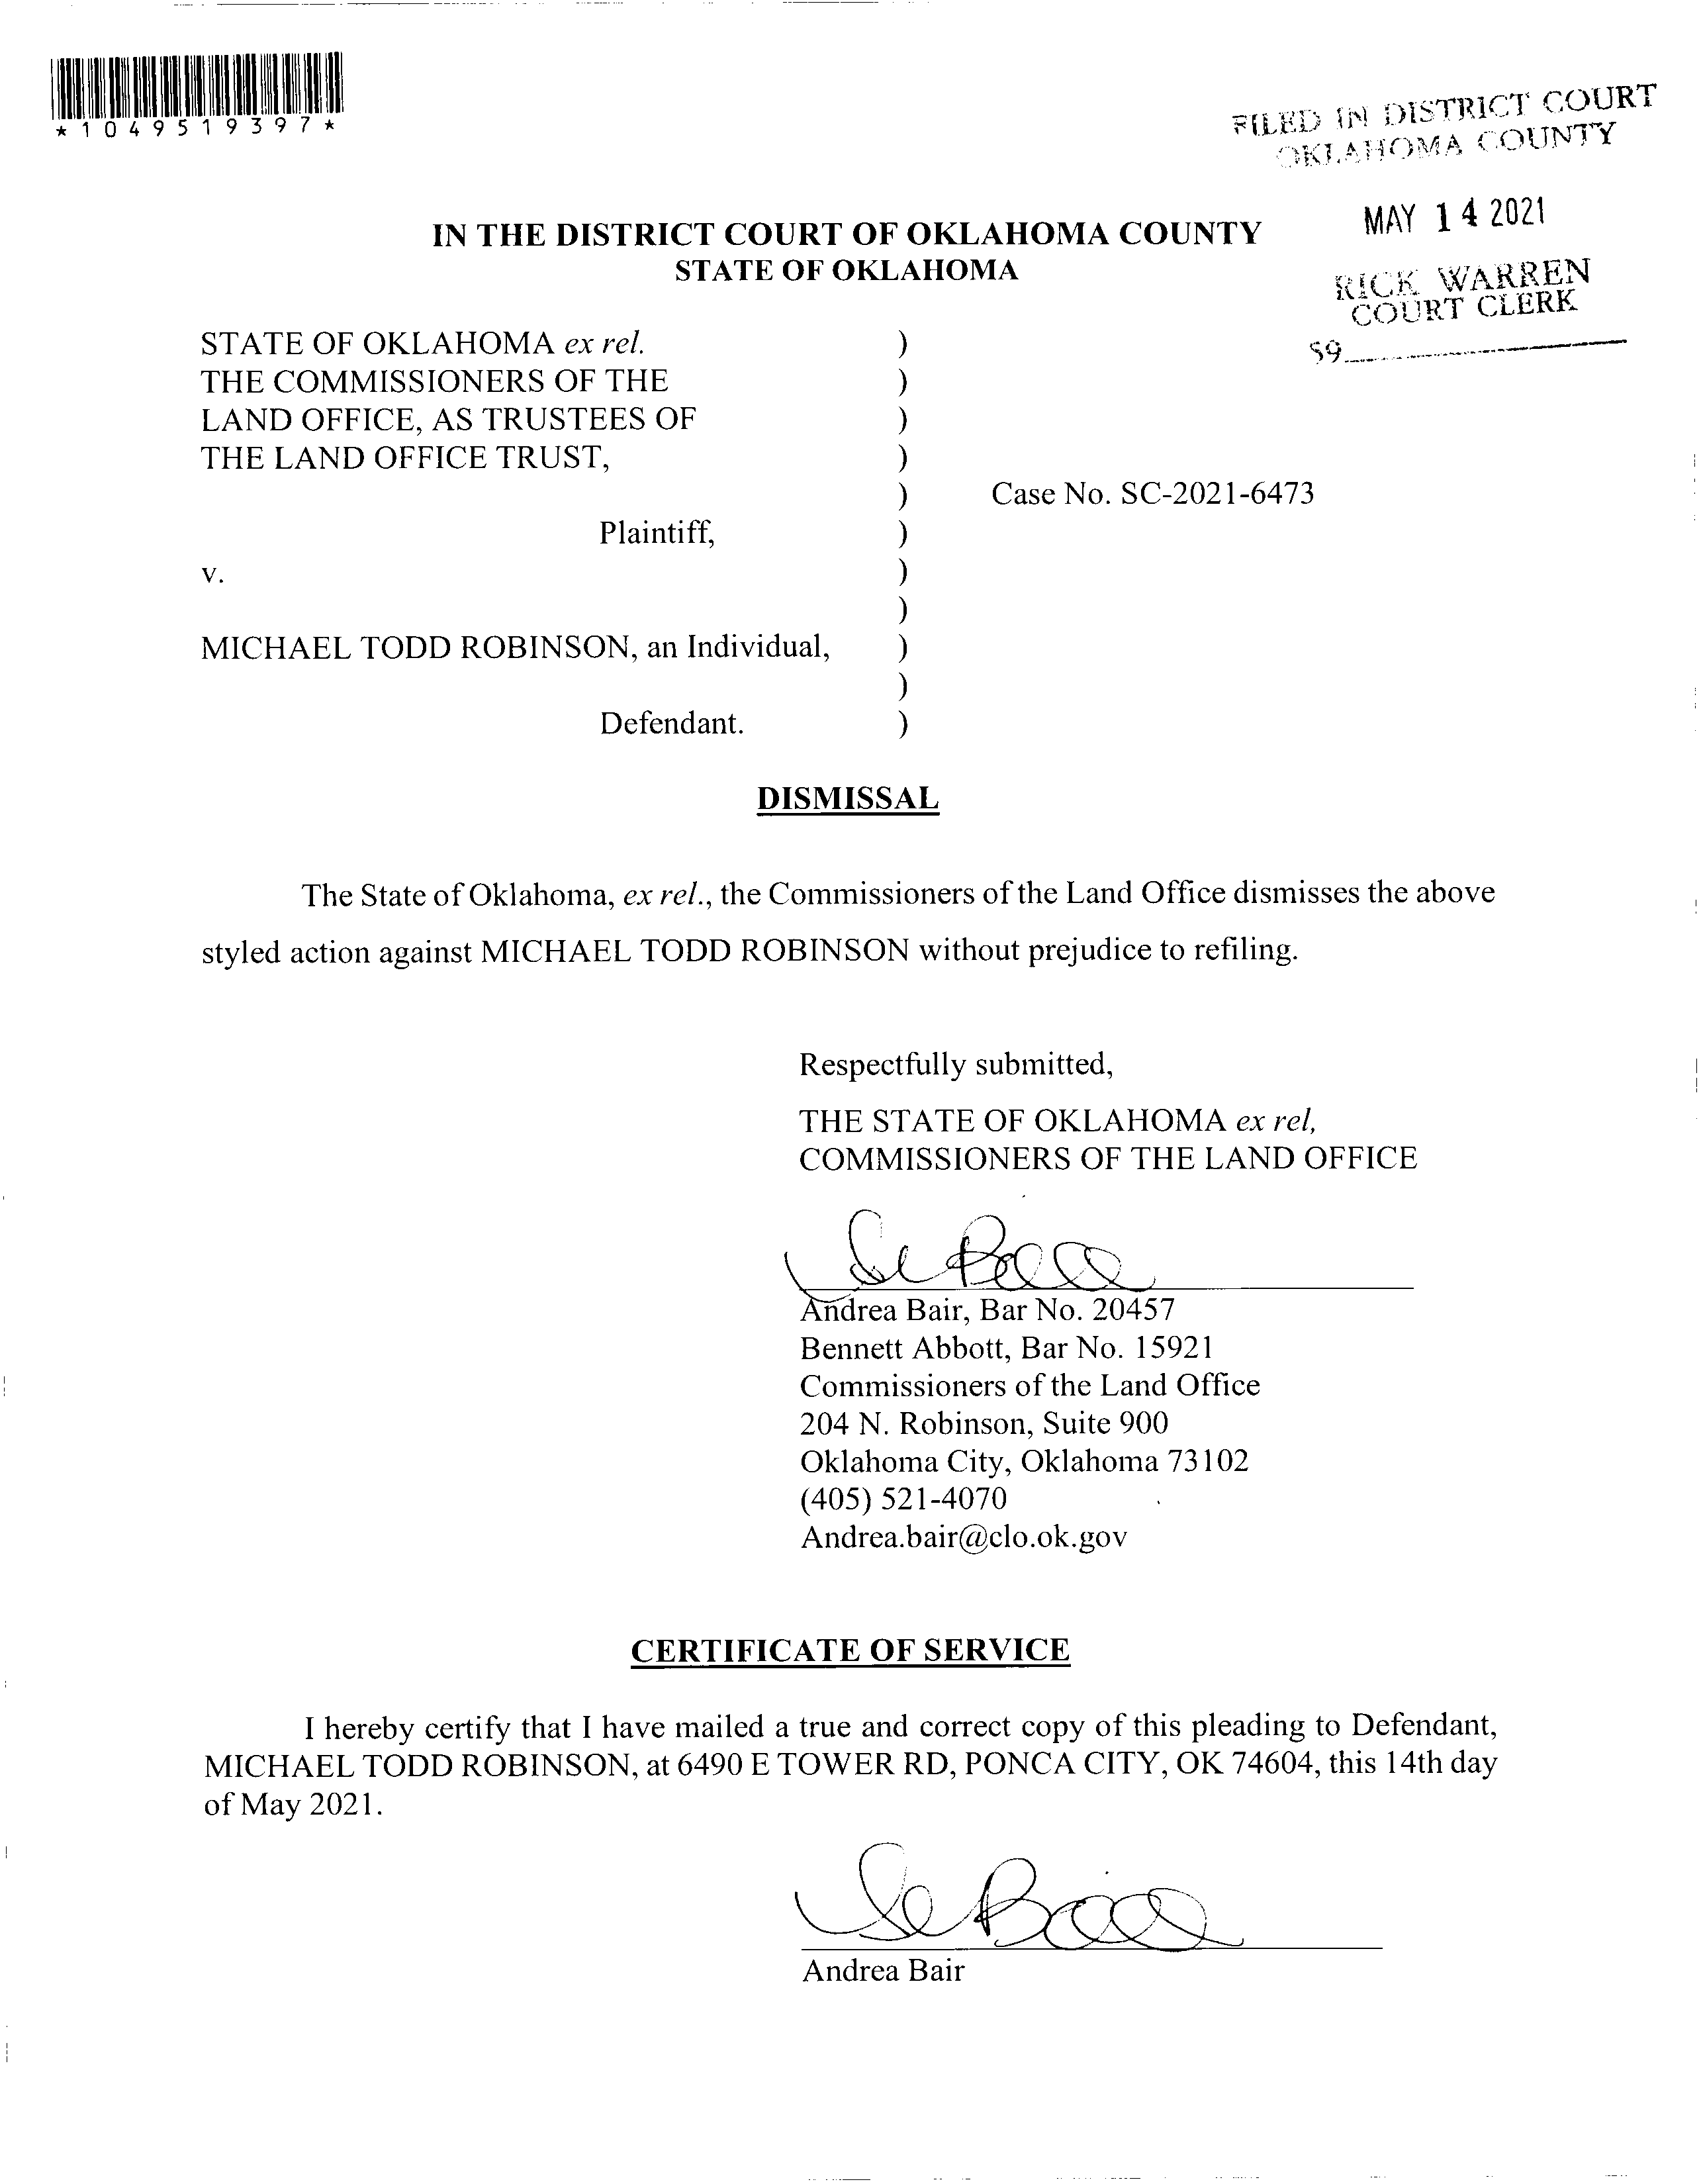 *1049519397*
FILED IN DISTRICT COURT
OKLAHOMA COUNTY
MAY 14 2021
RICK WARREN
COURT CLERK
59
IN THE DISTRICT COURT OF OKLAHOMA COUNTY
STATE OF OKLAHOMA
STATE OF OKLAHOMA ex rel. )
THE COMMISSIONERS OF THE )
LAND OFFICE, AS TRUSTEES OF )
THE LAND OFFICE TRUST, )
) Case No. SC-2021-6473
Plaintiff, )
v. )
)
MICHAEL TODD ROBINSON, an Individual, )
)
Defendant. )
DISMISSAL
The State of Oklahoma, ex rel., the Commissioners of the Land Office dismisses the above
styled action against MICHAEL TODD ROBINSON without prejudice to refiling.
Respectfully submitted,
THE STATE OF OKLAHOMA ex rel,
COMMISSIONERS OF THE LAND OFFICE
Andrea Bair, Bar No. 20457
Bennett Abbott, Bar No. 15921
Commissioners of the Land Office
204 N. Robinson, Suite 900
Oklahoma City, Oklahoma 73102
(405) 521-4070
Andrea.bair@clo.ok.gov
CERTIFICATE OF SERVICE
I hereby certify that I have mailed a true and correct copy of this pleading to Defendant,
MICHAEL TODD ROBINSON, at 6490 E TOWER RD, PONCA CITY, OK 74604, this 14th day
of May 2021.
Andrea Bair